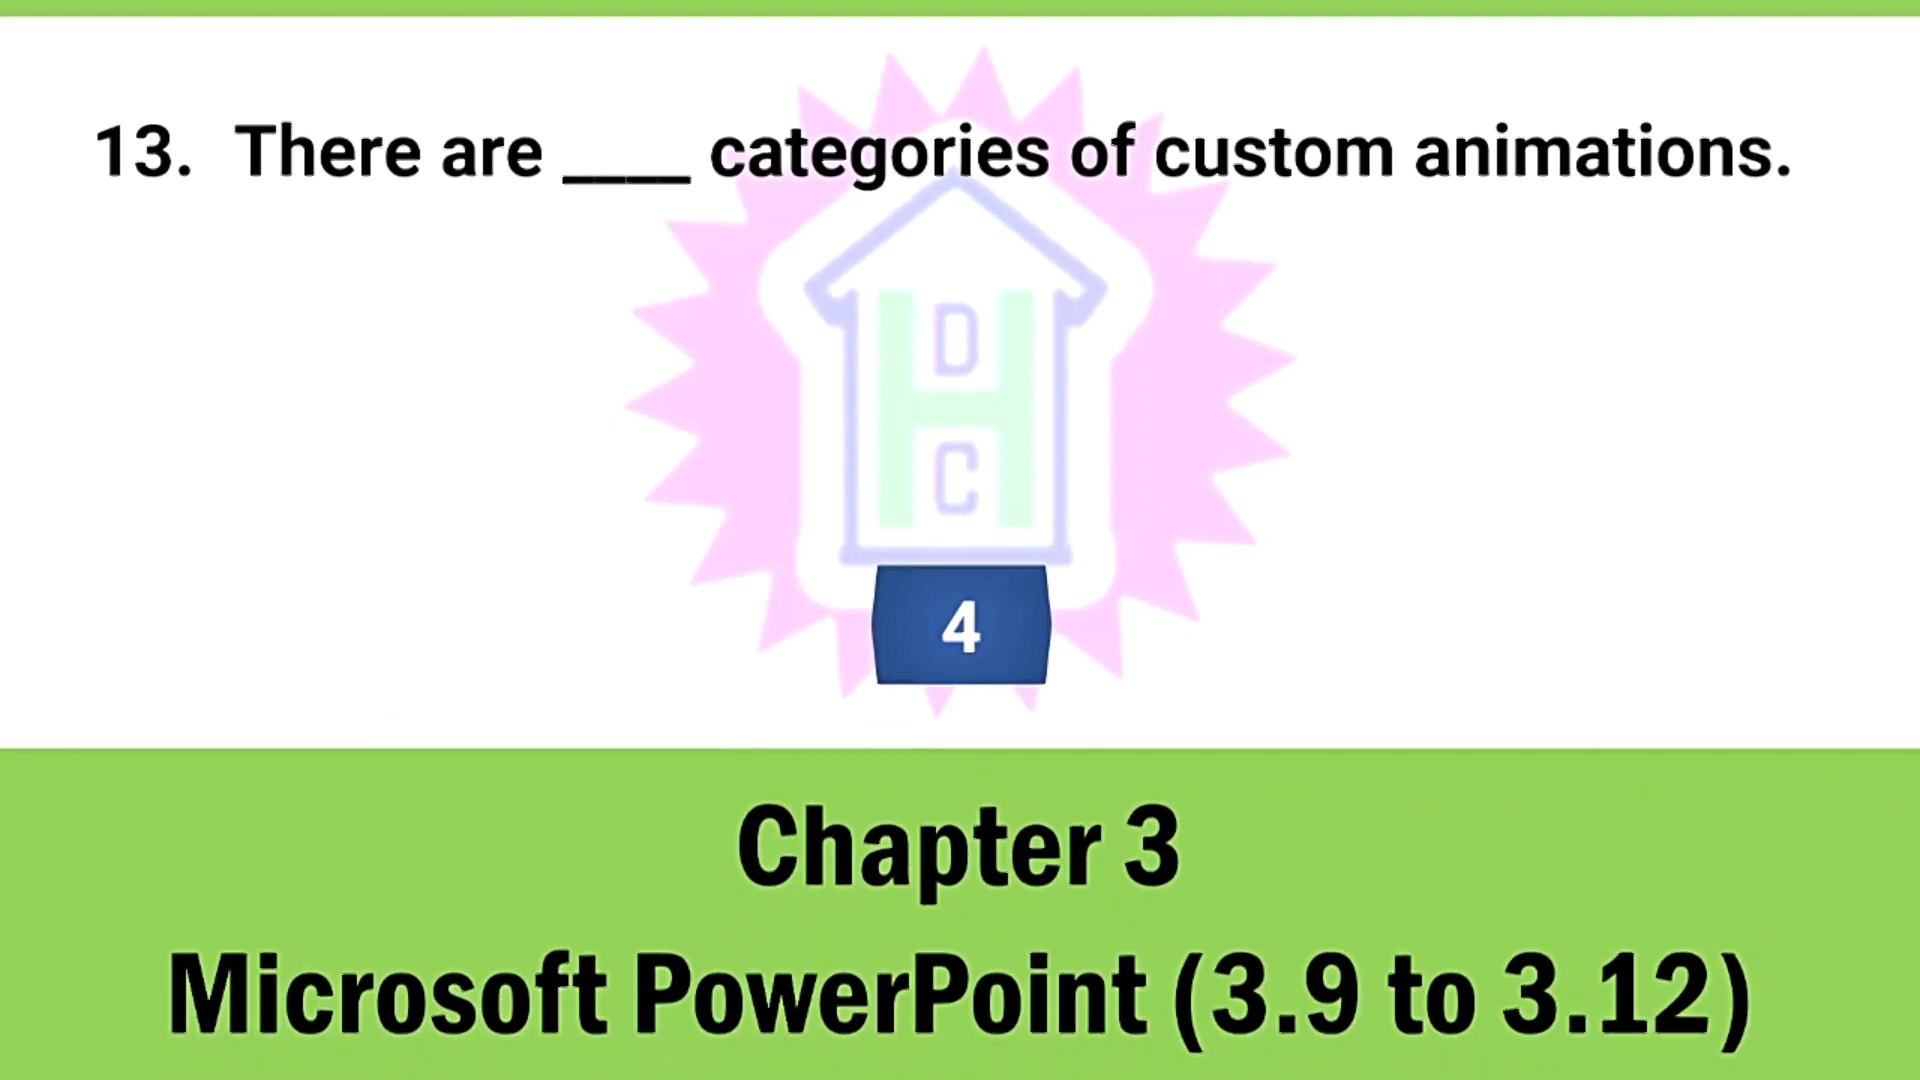 13. There are ____ categories of custom animations.
D
H
C
4
Chapter 3
Microsoft PowerPoint (3.9 to 3.12)